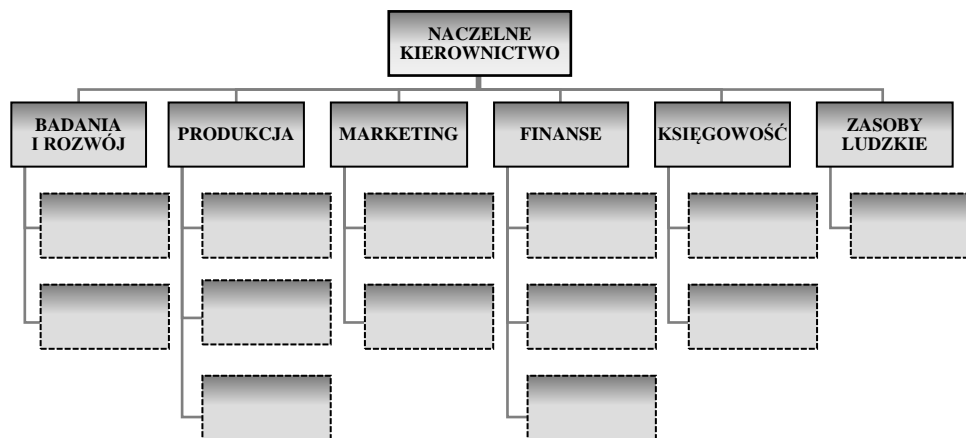 NACZELNE
KIEROWNICTWO
BADANIA
I ROZWÓJ
PRODUKCJA
MARKETING
FINANSE
KSIĘGOWOŚĆ
ZASOBY
LUDZKIE